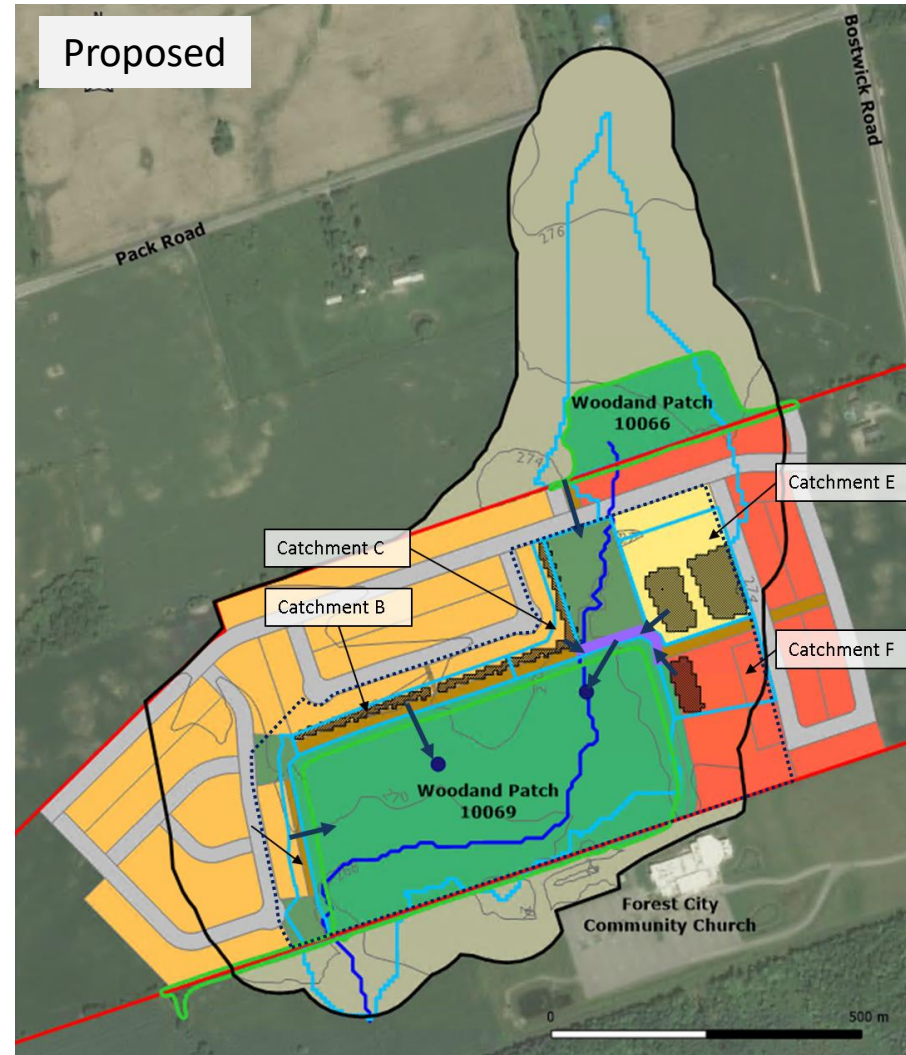 Proposed
N
Bostwick Road
Pack Road
276
Woodand Patch
10066
274
Catchment E
Catchment C
Catchment B
274
Catchment F
Woodand Patch
10069
Forest City
Community Church
0
500 m